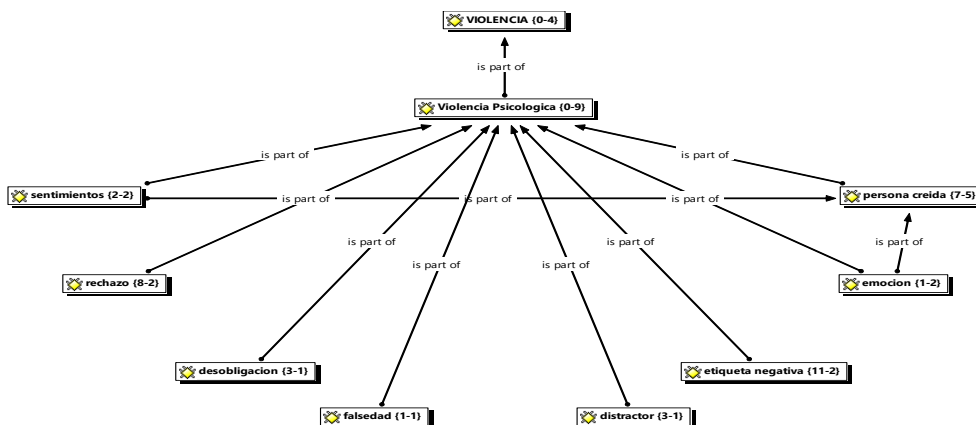 VIOLENCIA {0-4}
is part of
Violencia Psicologica {0-9}
is part of
is part of
sentimientos {2-2}
is part of
is part of
is part of
persona creida {7-5}
is part of
is part of
is part of
is part of
is part of
rechazo {8-2}
emocion {1-2}
desobligacion {3-1}
etiqueta negativa {11-2}
falsedad {1-1}
distractor {3-1}